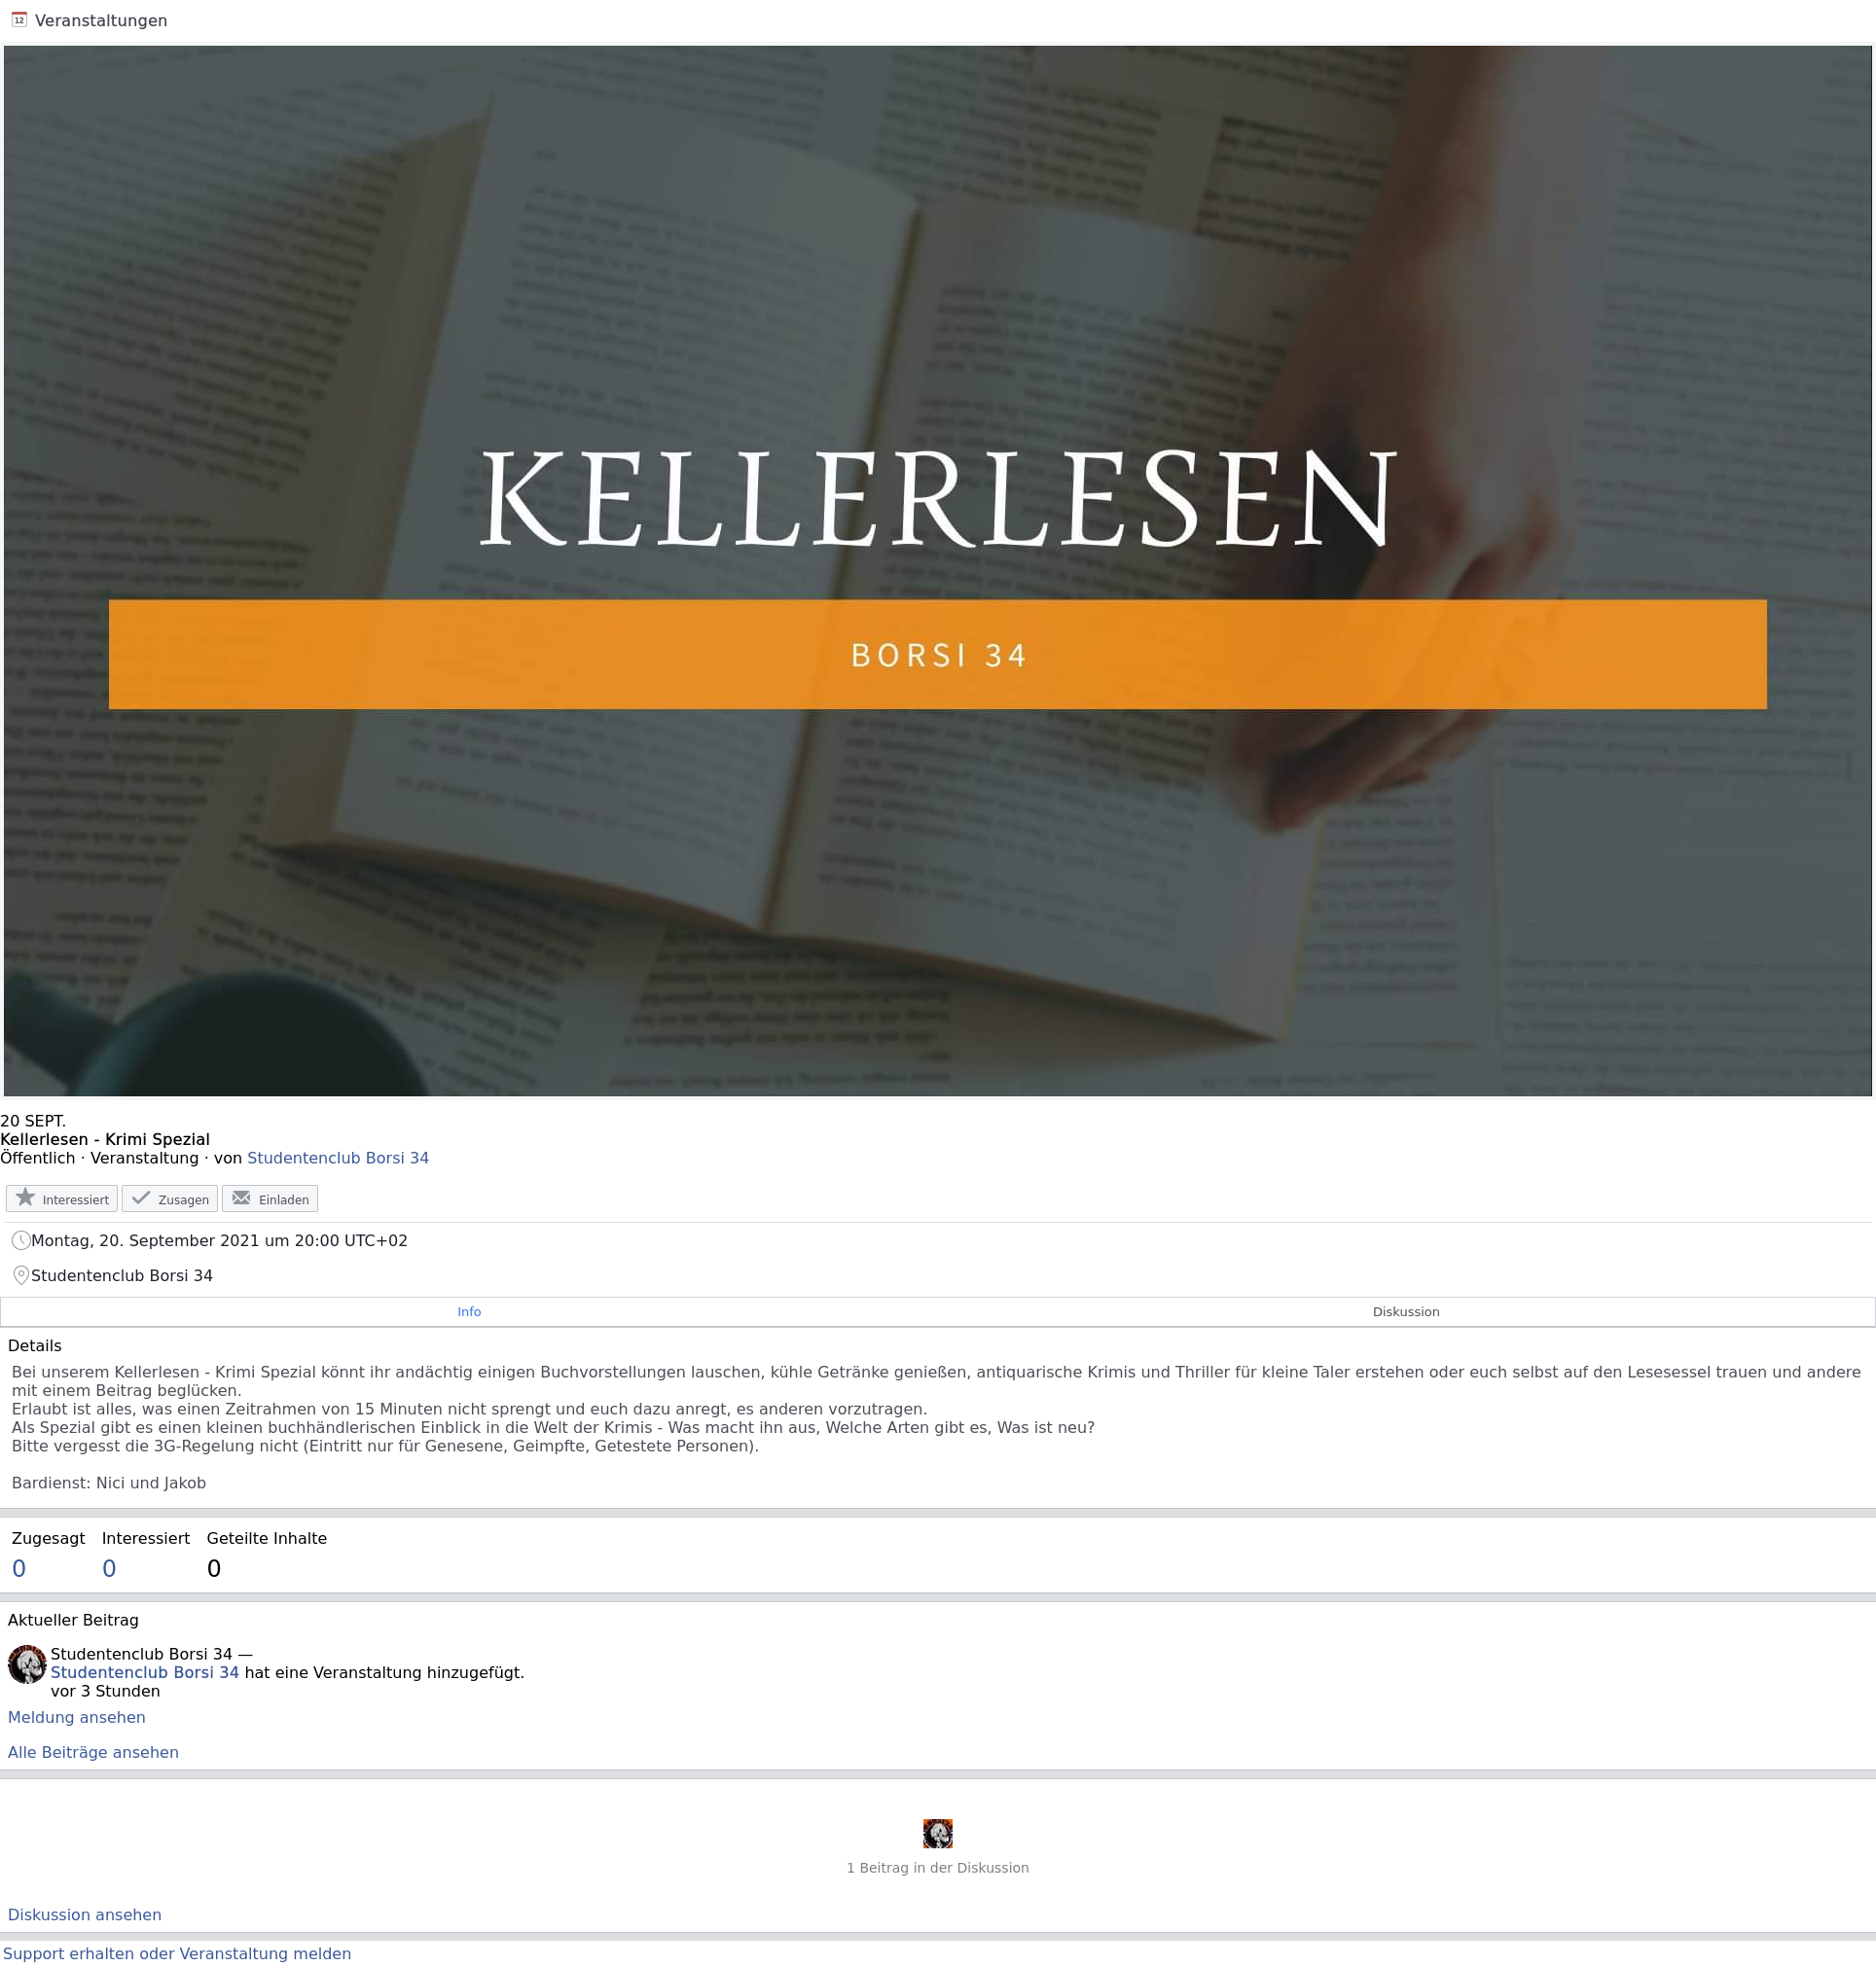 12 Veranstaltungen
KELLERLESEN
BORSI 34
20 SEPT.
Kellerlesen - Krimi Spezial
Öffentlich · Veranstaltung · von Studentenclub Borsi 34
Interessiert Zusagen Einladen
Montag, 20. September 2021 um 20:00 UTC+02
Studentenclub Borsi 34
Info Diskussion
Details
Bei unserem Kellerlesen - Krimi Spezial könnt ihr andächtig einigen Buchvorstellungen lauschen, kühle Getränke genießen, antiquarische Krimis und Thriller für kleine Taler erstehen oder euch selbst auf den Lesesessel trauen und andere
mit einem Beitrag beglücken.
Erlaubt ist alles, was einen Zeitrahmen von 15 Minuten nicht sprengt und euch dazu anregt, es anderen vorzutragen.
Als Spezial gibt es einen kleinen buchhändlerischen Einblick in die Welt der Krimis - Was macht ihn aus, Welche Arten gibt es, Was ist neu?
Bitte vergesst die 3G-Regelung nicht (Eintritt nur für Genesene, Geimpfte, Getestete Personen).
Bardienst: Nici und Jakob
Zugesagt Interessiert Geteilte Inhalte
0 0 0
Aktueller Beitrag
Studentenclub Borsi 34 —
Studentenclub Borsi 34 hat eine Veranstaltung hinzugefügt.
vor 3 Stunden
Meldung ansehen
Alle Beiträge ansehen
1 Beitrag in der Diskussion
Diskussion ansehen
Support erhalten oder Veranstaltung melden